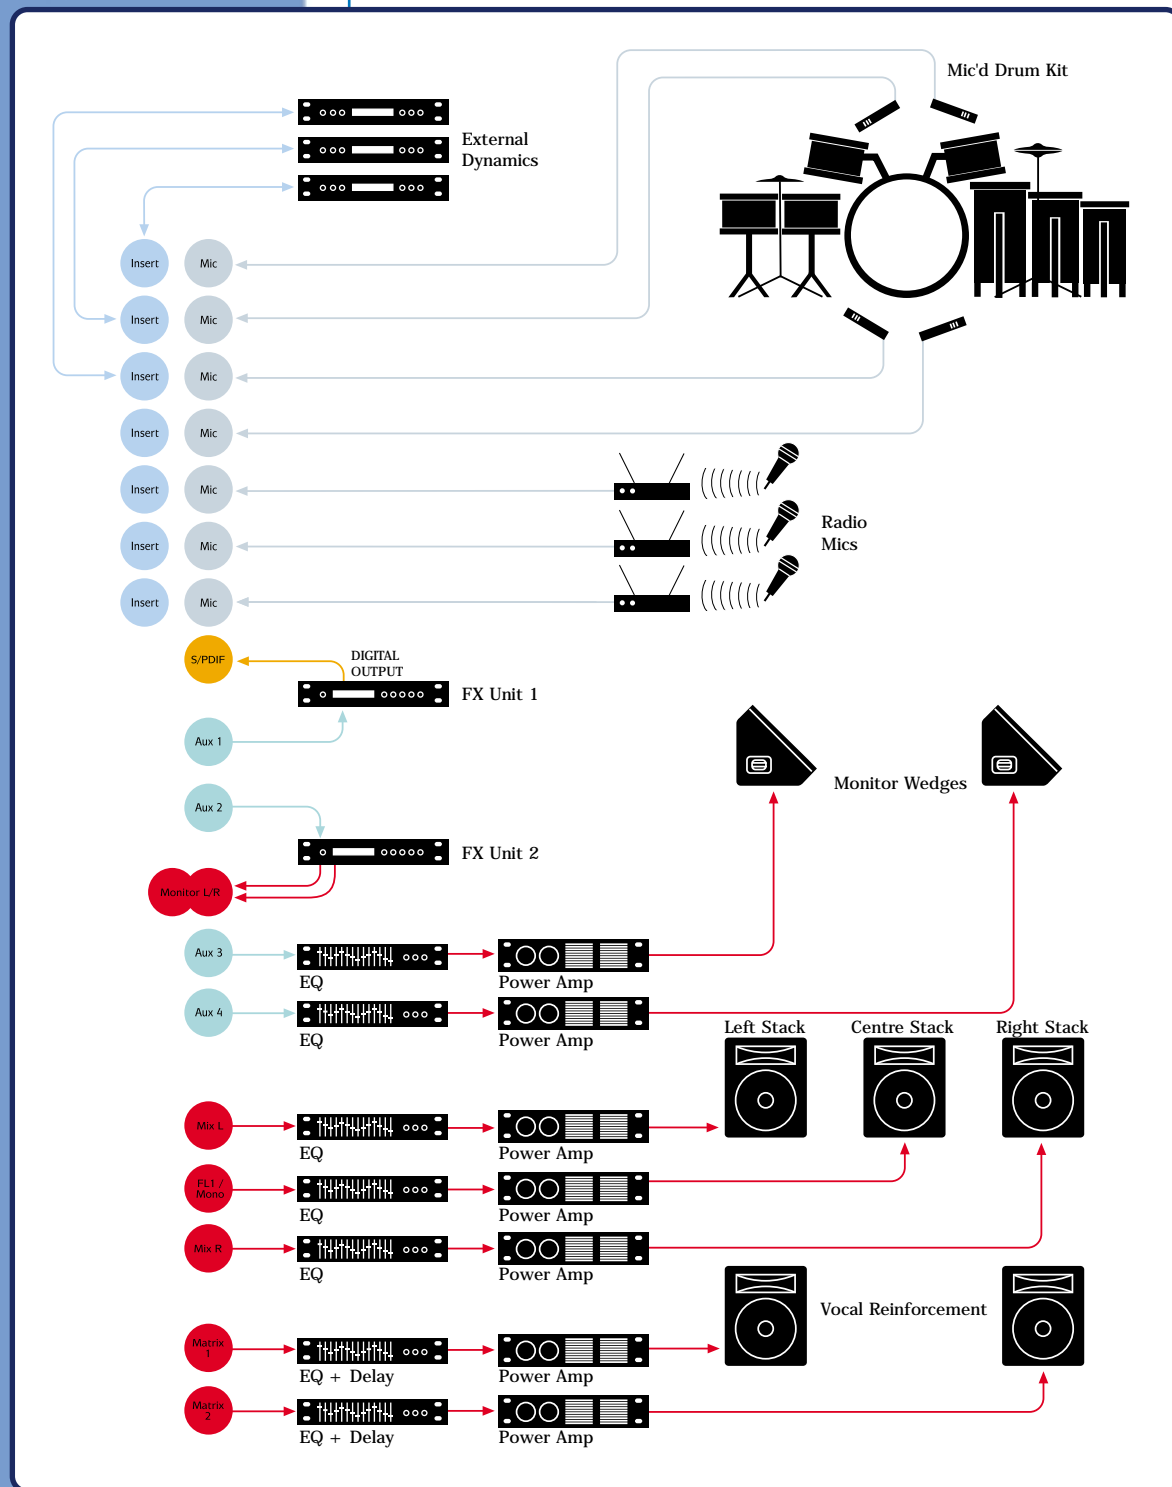 Mic'd Drum Kit
External
Dynamics
Insert
Mic
Insert
Mic
Insert
Mic
Insert
Mic
Insert
Mic
Insert
Mic
Insert
Mic
Radio
Mics
S/PDIF
DIGITAL
OUTPUT
FX Unit 1
Aux 1
Monitor Wedges
Aux 2
FX Unit 2
Monitor L/R
Aux 3
EQ
Power Amp
Aux 4
EQ
Power Amp
Left Stack
Centre Stack
Right Stack
Mix L
EQ
Power Amp
FL1 /
Mono
EQ
Power Amp
Mix R
EQ
Power Amp
Vocal Reinforcement
Matrix
1
EQ + Delay
Power Amp
Matrix
2
EQ + Delay
Power Amp